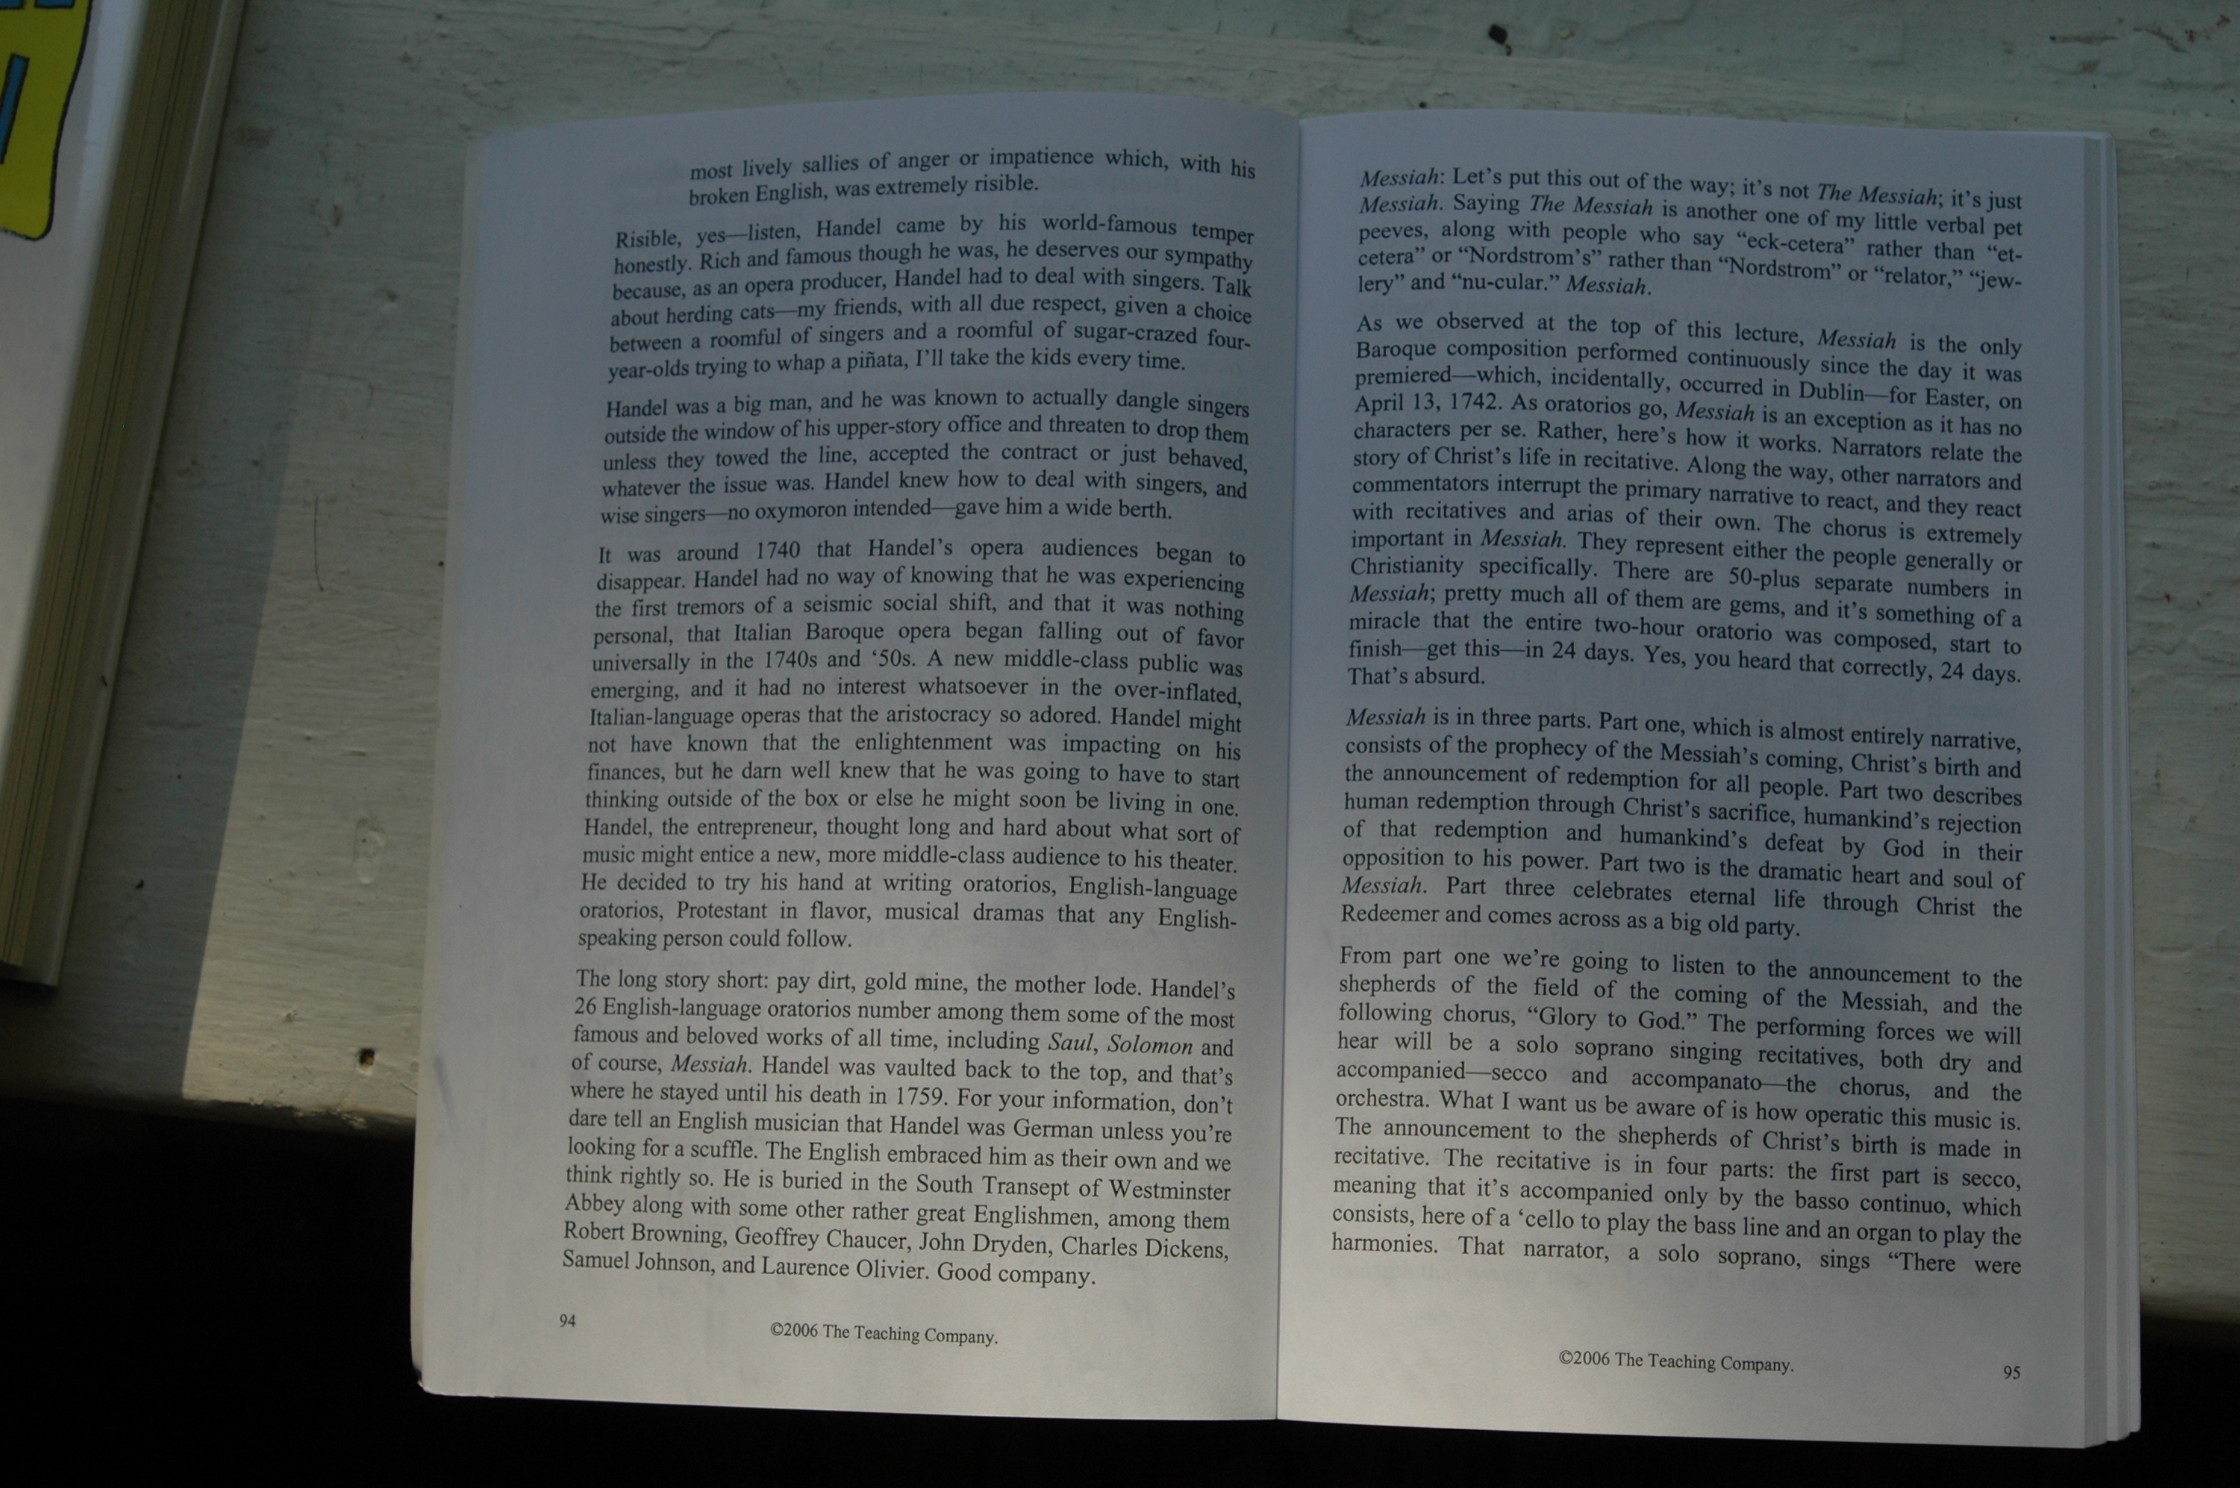 most lively sallies of anger or impatience which, with his
broken English, was extremely risible.
Risible, yes—listen, Handel came by his world-famous temper
honestly. Rich and famous though he was, he deserves our sympathy
because, as an opera producer, Handel had to deal with singers. Talk
about herding cats—my friends, with all due respect, given a choice
between a roomful of singers and a roomful of sugar-crazed four-
year-olds trying to whap a piñata, I’ll take the kids every time.
Handel was a big man, and he was known to actually dangle singers
outside the window of his upper-story office and threaten to drop them
unless they towed the line, accepted the contract or just behaved,
whatever the issue was. Handel knew how to deal with singers, and
wise singers—no oxymoron intended—gave him a wide berth.
It was around 1740 that Handel’s opera audiences began to
disappear. Handel had no way of knowing that he was experiencing
the first tremors of a seismic social shift, and that it was nothing
personal, that Italian Baroque opera began falling out of favor
universally in the 1740s and ‘50s. A new middle-class public was
emerging, and it had no interest whatsoever in the over-inflated,
Italian-language operas that the aristocracy so adored. Handel might
not have known that the enlightenment was impacting on his
finances, but he darn well knew that he was going to have to start
thinking outside of the box or else he might soon be living in one.
Handel, the entrepreneur, thought long and hard about what sort of
music might entice a new, more middle-class audience to his theater.
He decided to try his hand at writing oratorios, English-language
oratorios, Protestant in flavor, musical dramas that any English-
speaking person could follow.
The long story short: pay dirt, gold mine, the mother lode. Handel’s
26 English-language oratorios number among them some of the most
famous and beloved works of all time, including Saul, Solomon and
of course, Messiah. Handel was vaulted back to the top, and that’s
where he stayed until his death in 1759. For your information, don’t
dare tell an English musician that Handel was German unless you’re
looking for a scuffle. The English embraced him as their own and we
think rightly so. He is buried in the South Transept of Westminster
Abbey along with some other rather great Englishmen, among them
Robert Browning, Geoffrey Chaucer, John Dryden, Charles Dickens,
Samuel Johnson, and Laurence Olivier. Good company.
94
©2006 The Teaching Company.
Messiah: Let’s put this out of the way; it’s not The Messiah; it’s just
Messiah. Saying The Messiah is another one of my little verbal pet
peeves, along with people who say “eck-cetera” rather than “et-
cetera” or “Nordstrom’s” rather than “Nordstrom” or “relator,” “jew-
lery” and “nu-cular.” Messiah.
As we observed at the top of this lecture, Messiah is the only
Baroque composition performed continuously since the day it was
premiered—which, incidentally, occurred in Dublin—for Easter, on
April 13, 1742. As oratorios go, Messiah is an exception as it has no
characters per se. Rather, here’s how it works. Narrators relate the
story of Christ’s life in recitative. Along the way, other narrators and
commentators interrupt the primary narrative to react, and they react
with recitatives and arias of their own. The chorus is extremely
important in Messiah. They represent either the people generally or
Christianity specifically. There are 50-plus separate numbers in
Messiah; pretty much all of them are gems, and it’s something of a
miracle that the entire two-hour oratorio was composed, start to
finish—get this—in 24 days. Yes, you heard that correctly, 24 days.
That’s absurd.
Messiah is in three parts. Part one, which is almost entirely narrative,
consists of the prophecy of the Messiah’s coming, Christ’s birth and
the announcement of redemption for all people. Part two describes
human redemption through Christ’s sacrifice, humankind’s rejection
of that redemption and humankind’s defeat by God in their
opposition to his power. Part two is the dramatic heart and soul of
Messiah. Part three celebrates eternal life through Christ the
Redeemer and comes across as a big old party.
From part one we’re going to listen to the announcement to the
shepherds of the field of the coming of the Messiah, and the
following chorus, “Glory to God.” The performing forces we will
hear will be a solo soprano singing recitatives, both dry and
accompanied—secco and accompanato—the chorus, and the
orchestra. What I want us be aware of is how operatic this music is.
The announcement to the shepherds of Christ’s birth is made in
recitative. The recitative is in four parts: the first part is secco,
meaning that it’s accompanied only by the basso continuo, which
consists, here of a ‘cello to play the bass line and an organ to play the
harmonies. That narrator, a solo soprano, sings “There were
©2006 The Teaching Company.
95